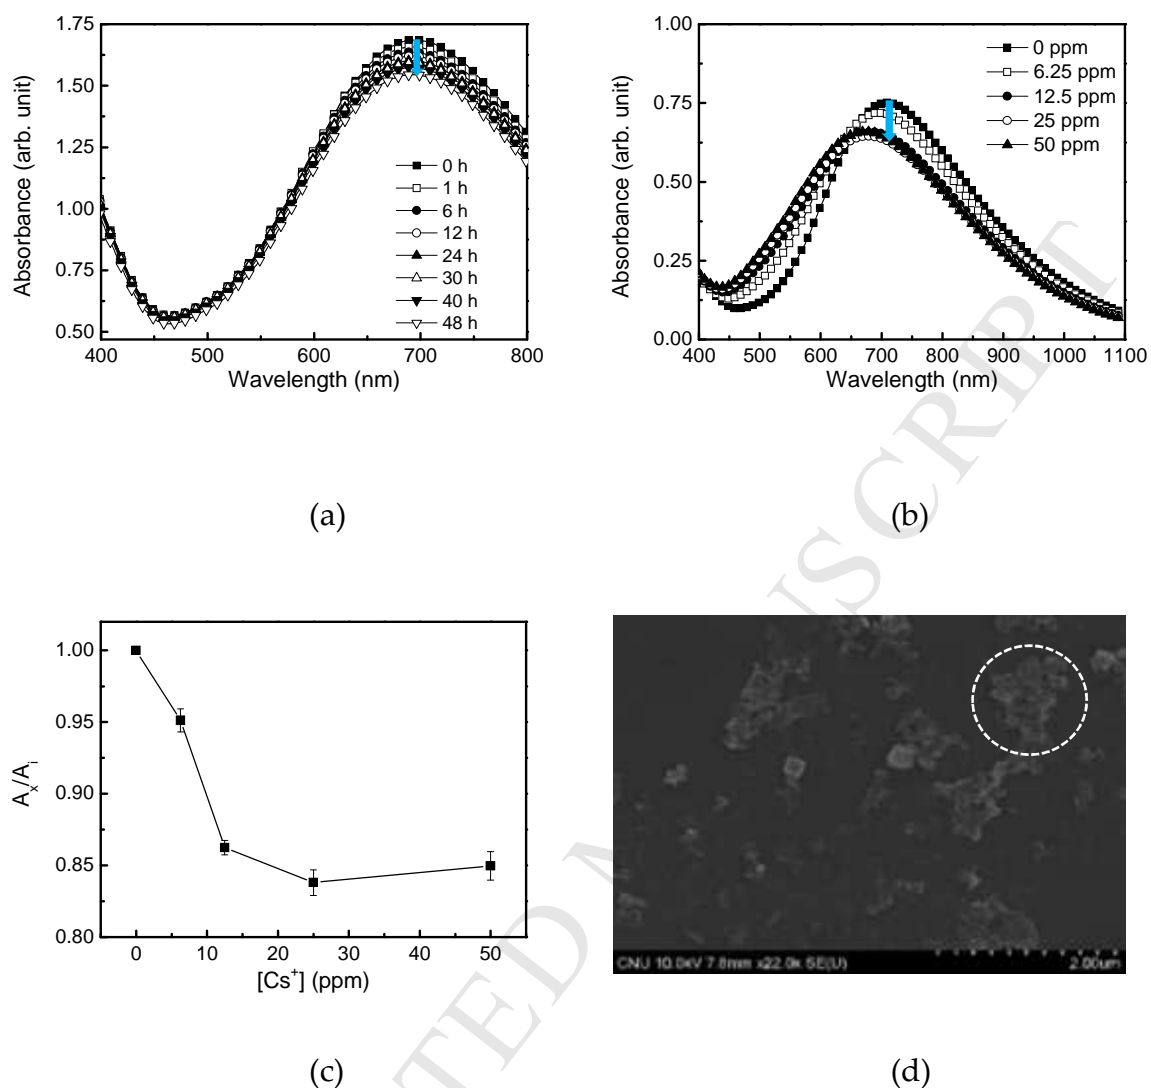 1.75
1.50
1.25
1.00
0.75
0.50
400 500 600 700 800
Absorbance (arb. unit)
Wavelength (nm)
0 h
1 h
6 h
12 h
24 h
30 h
40 h
48 h
(a)
1.00
0.75
0.50
0.25
0.00
400 500 600 700 800 900 1000 1100
Absorbance (arb. unit)
Wavelength (nm)
0 ppm
6.25 ppm
12.5 ppm
25 ppm
50 ppm
(b)
1.00
0.95
0.90
0.85
0.80
0 10 20 30 40 50
Aₓ/Aᵢ
[Cs⁺] (ppm)
(c)
CNU 10.0kV 7.8mm x22.0k SE(U) 2.00um
(d)